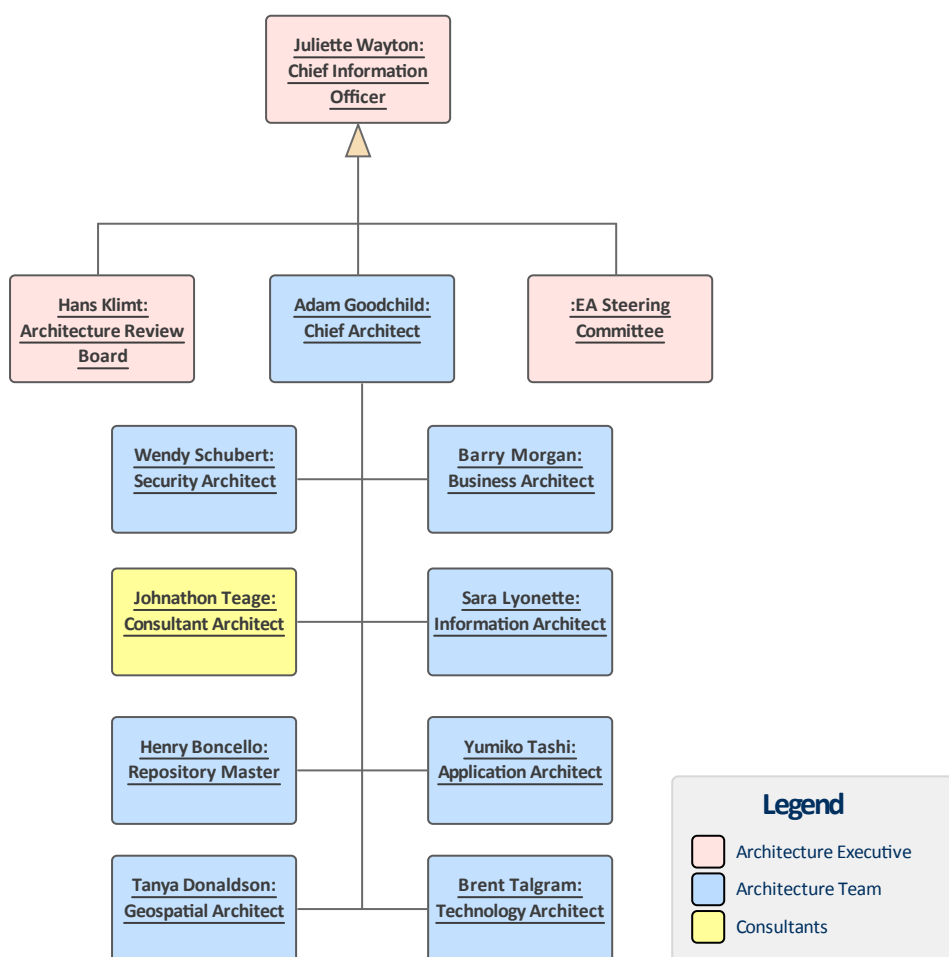 Juliette Wayton:
Chief Information
Officer
Hans Klimt:
Architecture Review
Board
Adam Goodchild:
Chief Architect
:EA Steering
Committee
Wendy Schubert:
Security Architect
Barry Morgan:
Business Architect
Johnathon Teage:
Consultant Architect
Sara Lyonette:
Information Architect
Henry Boncello:
Repository Master
Yumiko Tashi:
Application Architect
Tanya Donaldson:
Geospatial Architect
Brent Talgram:
Technology Architect
Legend
Architecture Executive
Architecture Team
Consultants